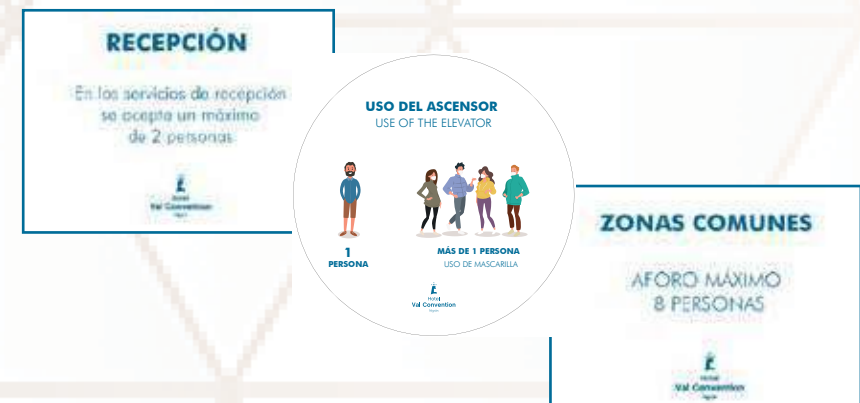 RECEPCIÓN
En los servicios de recepción
se acepta un máximo
de 2 personas
Hotel
Val Convention
USO DEL ASCENSOR
USE OF THE ELEVATOR
1
PERSONA
MÁS DE 1 PERSONA
USO DE MASCARILLA
Hotel
Val Convention
ZONAS COMUNES
AFORO MÁXIMO
8 PERSONAS
Hotel
Val Convention